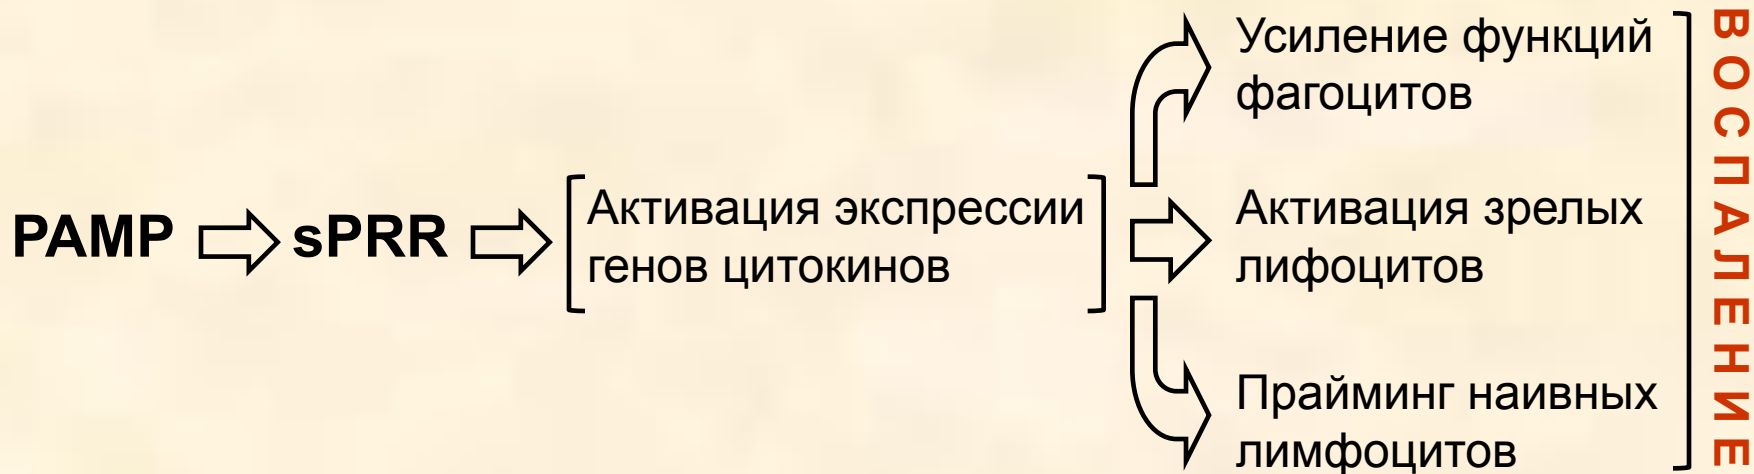 PAMP
sPRR
Активация экспрессии
генов цитокинов
Усиление функций
фагоцитов
Активация зрелых
лифоцитов
Прайминг наивных
лимфоцитов
ВОСПАЛЕНИЕ